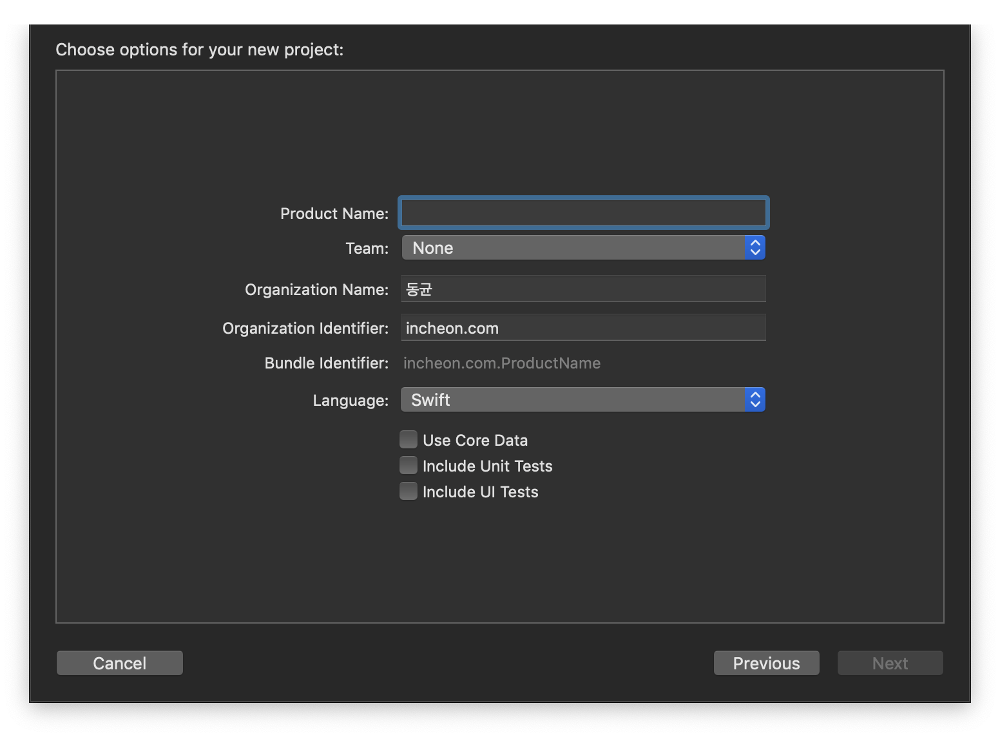 Choose options for your new project:
Product Name:
Team: None
Organization Name: 동균
Organization Identifier: incheon.com
Bundle Identifier: incheon.com.ProductName
Language: Swift
Use Core Data
Include Unit Tests
Include UI Tests
Cancel Previous Next